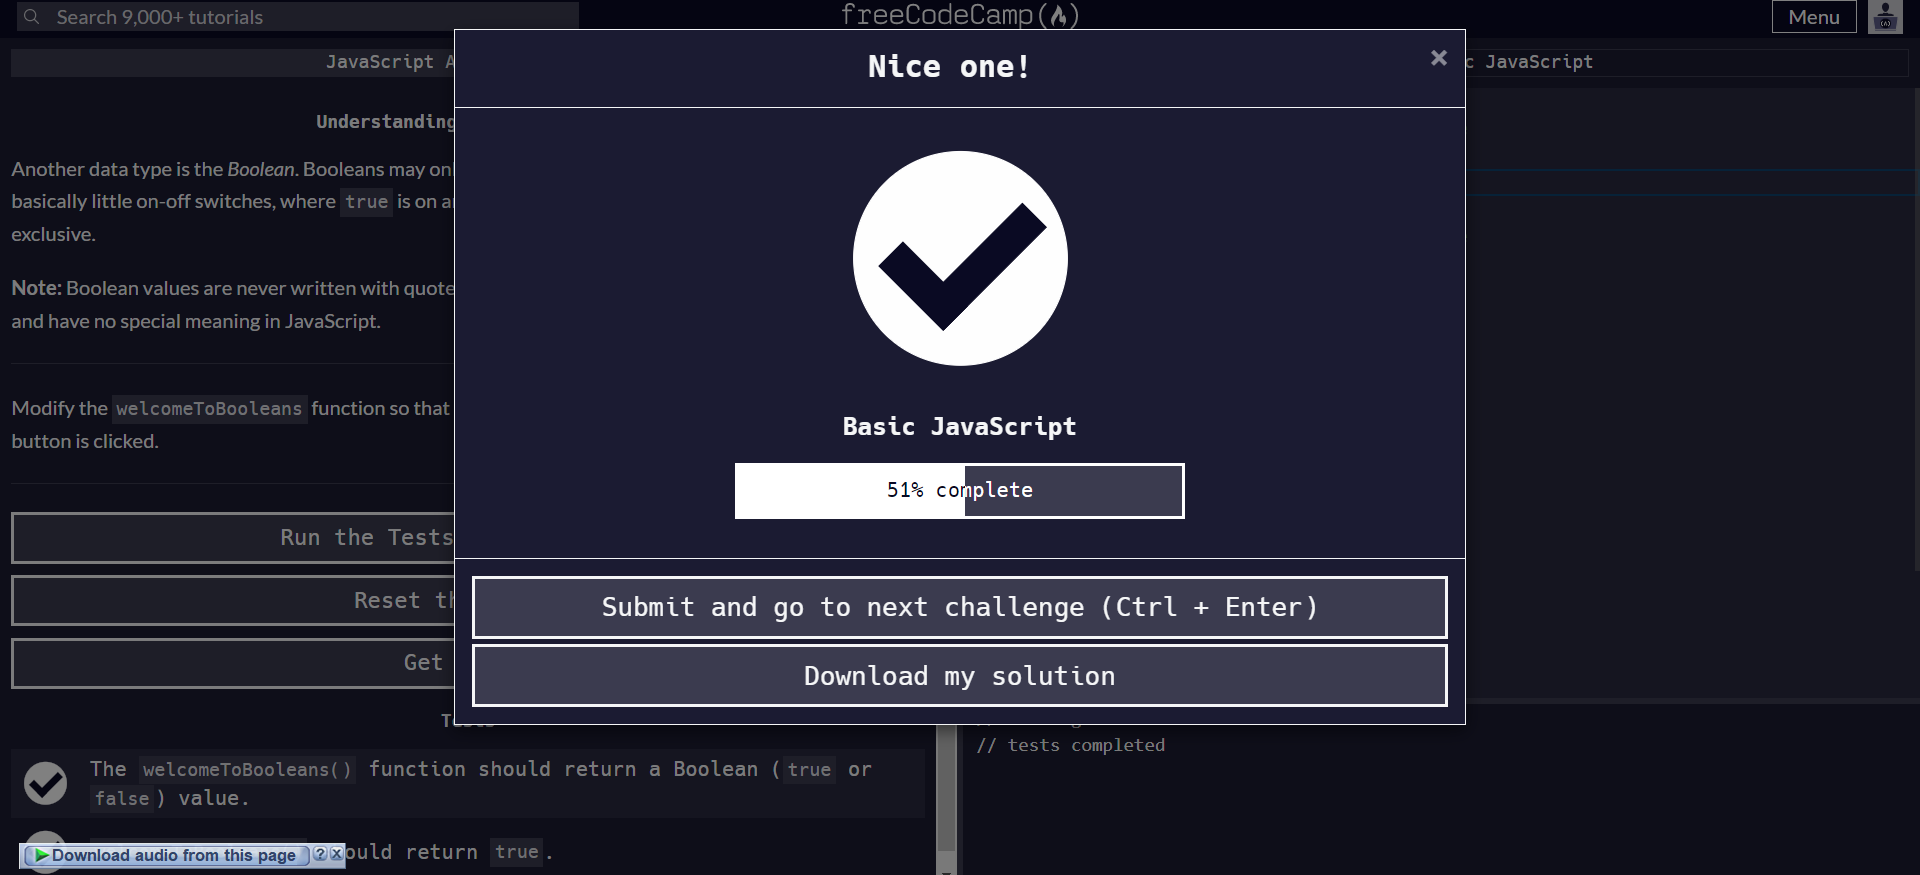 Search 9,000+ tutorials
freeCodeCamp
Menu
JavaScript
JavaScript
Understanding
Another data type is the Boolean. Booleans may
basically little on-off switches, where true is on
exclusive.
Note: Boolean values are never written with
and have no special meaning in JavaScript.
Modify the welcomeToBooleans function so that
button is clicked.
Run the Tests
Reset
Get
Nice one!
×
Basic JavaScript
51% complete
Submit and go to next challenge (Ctrl + Enter)
Download my solution
// tests completed
The welcomeToBooleans() function should return a Boolean (true or
false) value.
return true.
Download audio from this page ? X